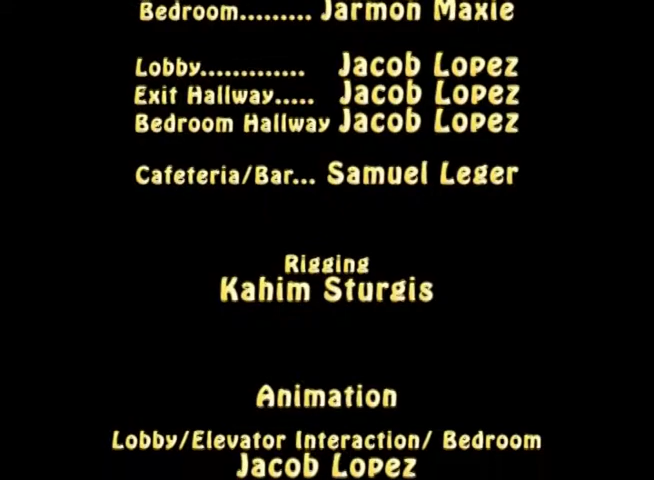 Bedroom......... Jarmon Maxie
Lobby............. Jacob Lopez
Exit Hallway..... Jacob Lopez
Bedroom Hallway Jacob Lopez
Cafeteria/Bar... Samuel Leger
Rigging
Kahim Sturgis
Animation
Lobby/Elevator Interaction/ Bedroom
Jacob Lopez